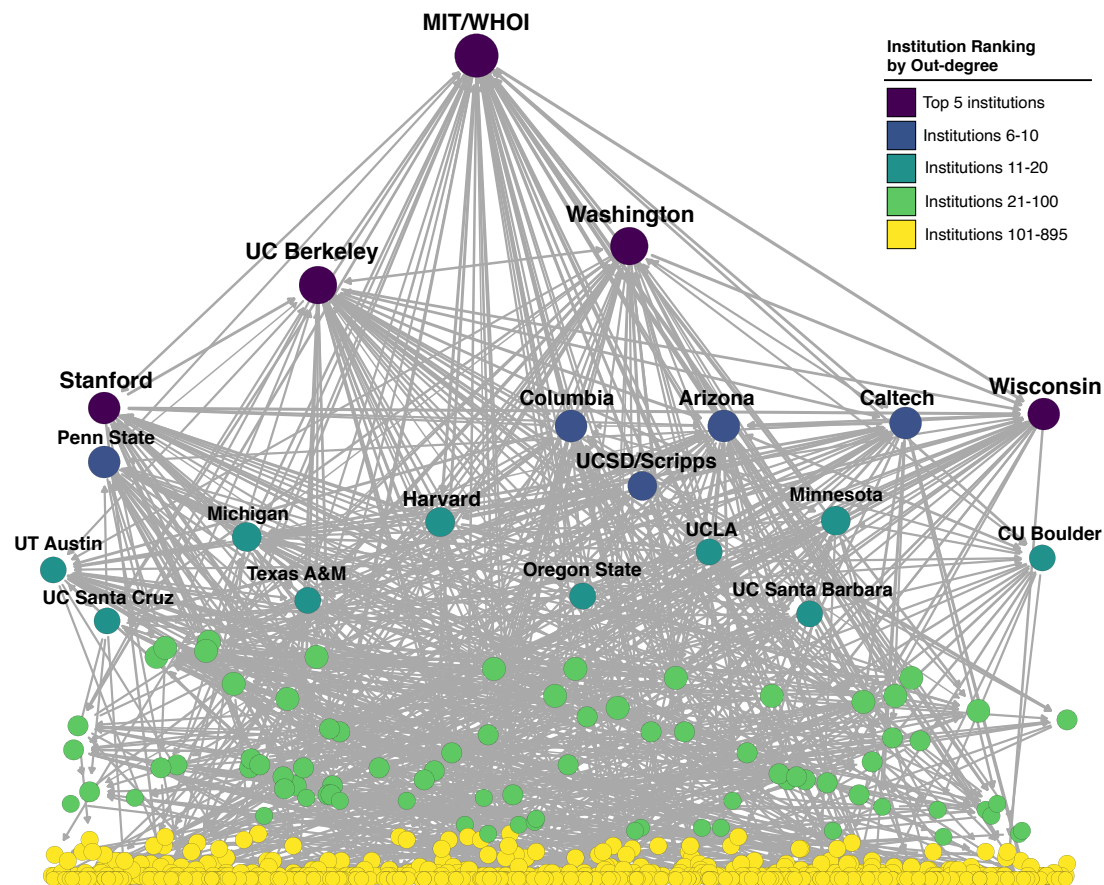 MIT/WHOI
Institution Ranking
by Out-degree
Top 5 institutions
Institutions 6-10
Institutions 11-20
Institutions 21-100
Institutions 101-895
Washington
UC Berkeley
Stanford
Columbia
Arizona
Caltech
Wisconsin
Penn State
UCSD/Scripps
Harvard
Minnesota
Michigan
UCLA
CU Boulder
UT Austin
Texas A&M
Oregon State
UC Santa Barbara
UC Santa Cruz